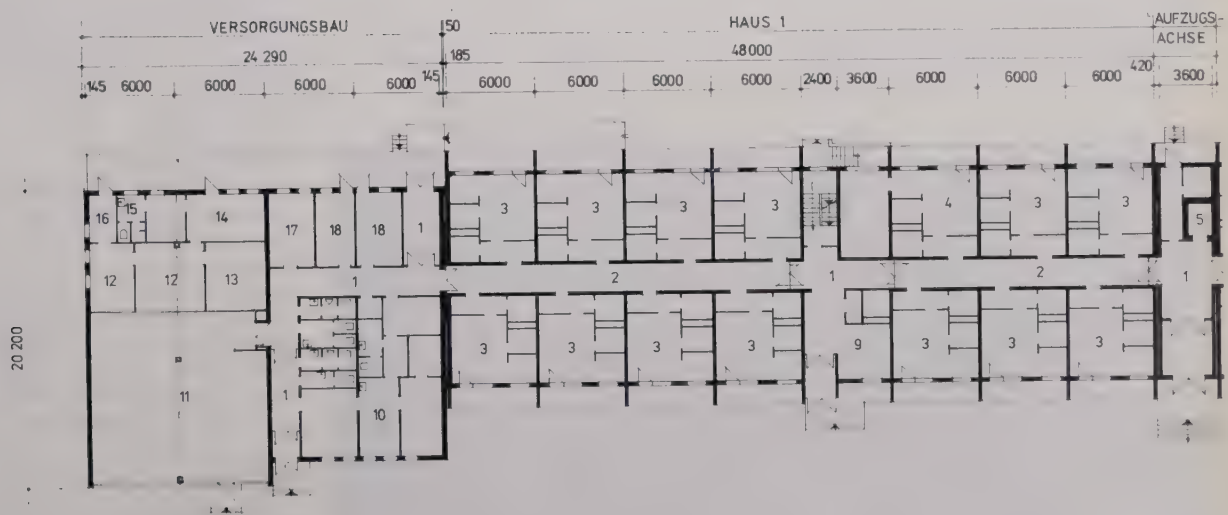 VERSORGUNGSBAU 50 HAUS 1 AUFZUGS-
ACHSE
24 290 185 48 000
145 6000 6000 6000 6000 145 6000 6000 6000 6000 2400 3600 6000 6000 6000 420 3600
16 15 14 17 18 18 1 3 3 3 3 4 3 3 5
12 12 13 1 2 1 2 1
20 200
11 1 10 3 3 3 3 9 3 3 3